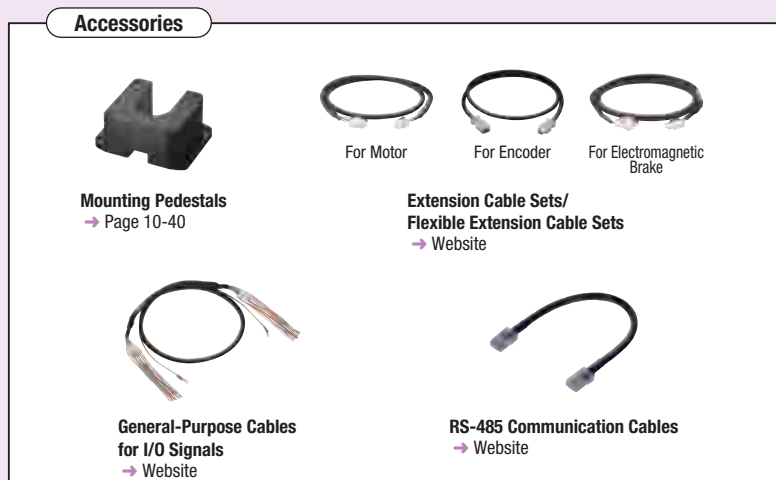 Accessories
For Motor
For Encoder
For Electromagnetic
Brake
Mounting Pedestals
→ Page 10-40
Extension Cable Sets/
Flexible Extension Cable Sets
→ Website
General-Purpose Cables
for I/O Signals
→ Website
RS-485 Communication Cables
→ Website